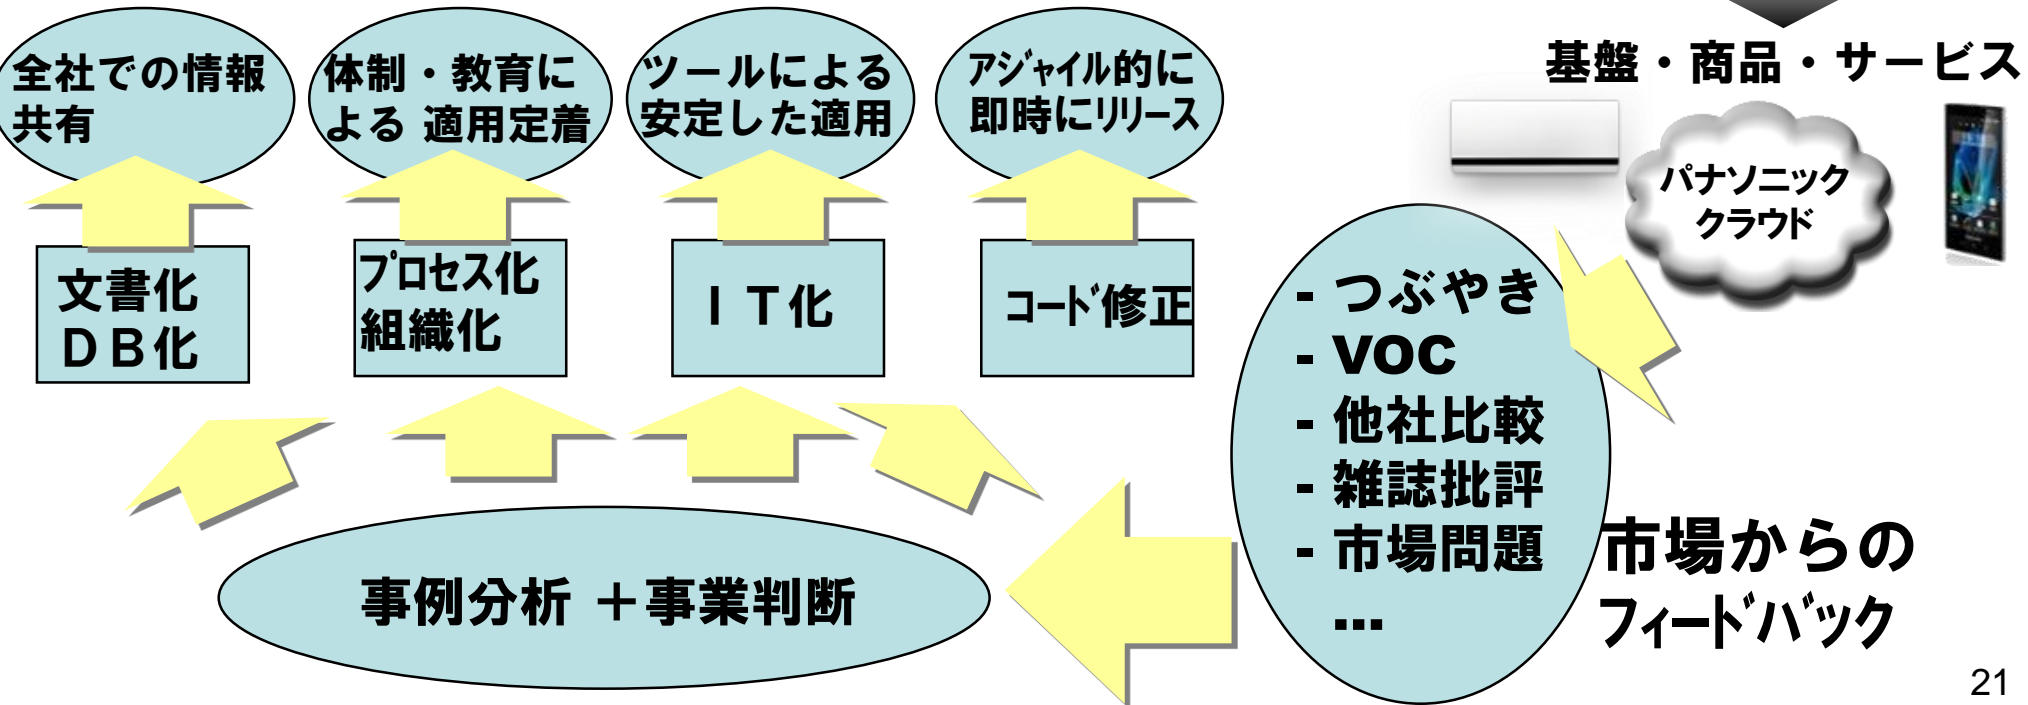 全社での情報
共有
体制・教育に
よる 適用定着
ツールによる
安定した適用
アジャイル的に
即時にリリース
基盤・商品・サービス
パナソニック
クラウド
文書化
ＤＢ化
プロセス化
組織化
ＩＴ化
コード修正
- つぶやき
- VOC
- 他社比較
- 雑誌批評
- 市場問題
...
事例分析 ＋事業判断
市場からの
フィードバック
21